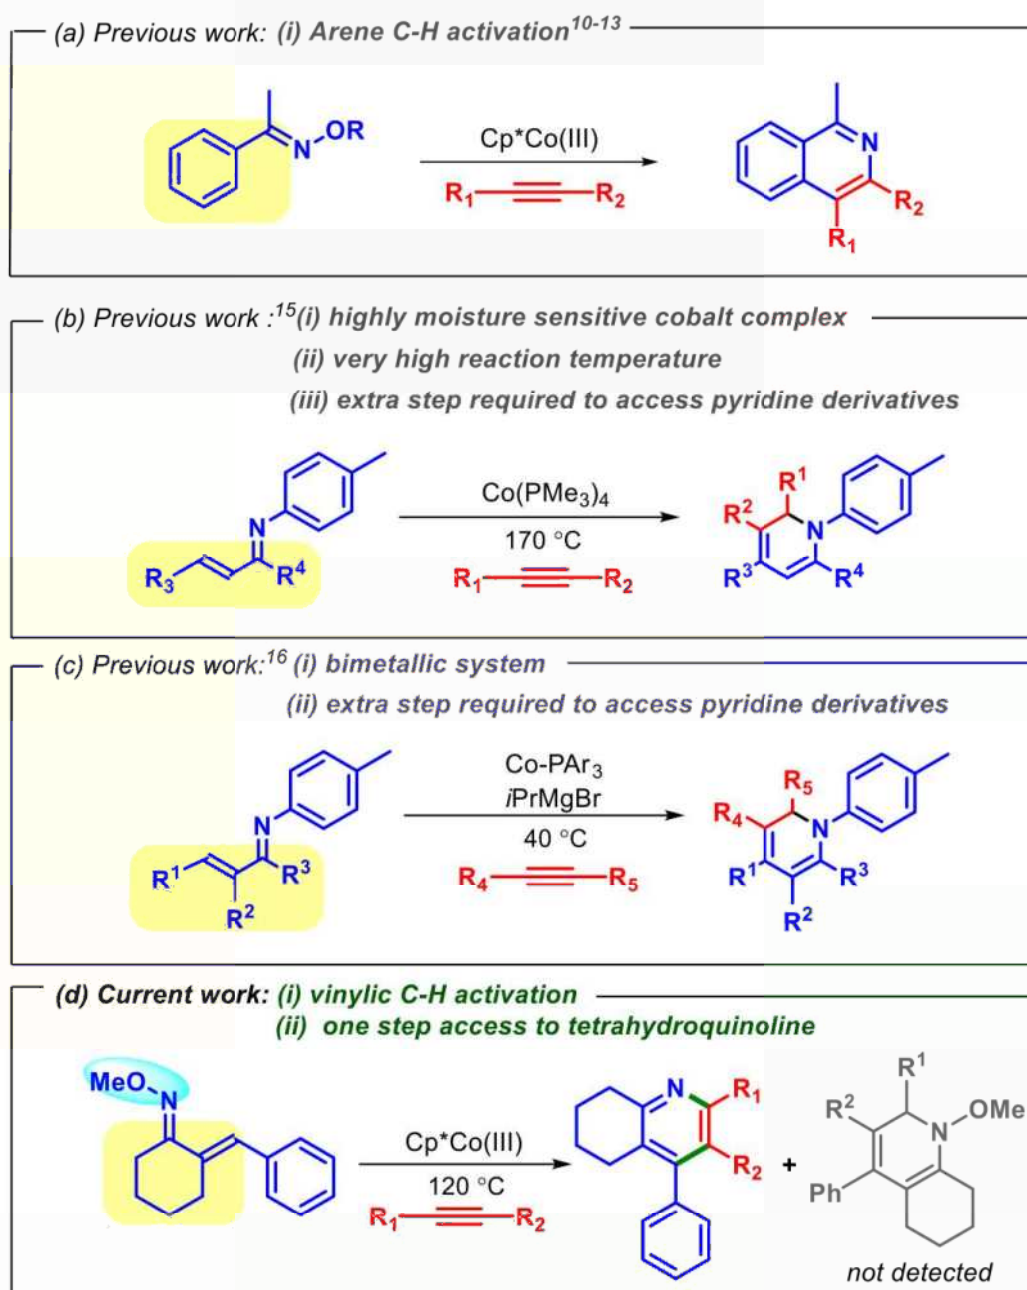 (a) Previous work: (i) Arene C-H activation10-13
OR
N
Cp*Co(III)
R1
R2
N
R2
R1
(b) Previous work :15(i) highly moisture sensitive cobalt complex
(ii) very high reaction temperature
(iii) extra step required to access pyridine derivatives
N
R3
R4
Co(PMe3)4
170 °C
R1
R2
R1
R2
N
R3
R4
(c) Previous work:16 (i) bimetallic system
(ii) extra step required to access pyridine derivatives
N
R1
R3
R2
Co-PAr3
iPrMgBr
40 °C
R4
R5
R5
R4
N
R1
R3
R2
(d) Current work: (i) vinylic C-H activation
(ii) one step access to tetrahydroquinoline
MeO
N
Cp*Co(III)
120 °C
R1
R2
N
R1
R2
+
R1
R2
N
OMe
Ph
not detected